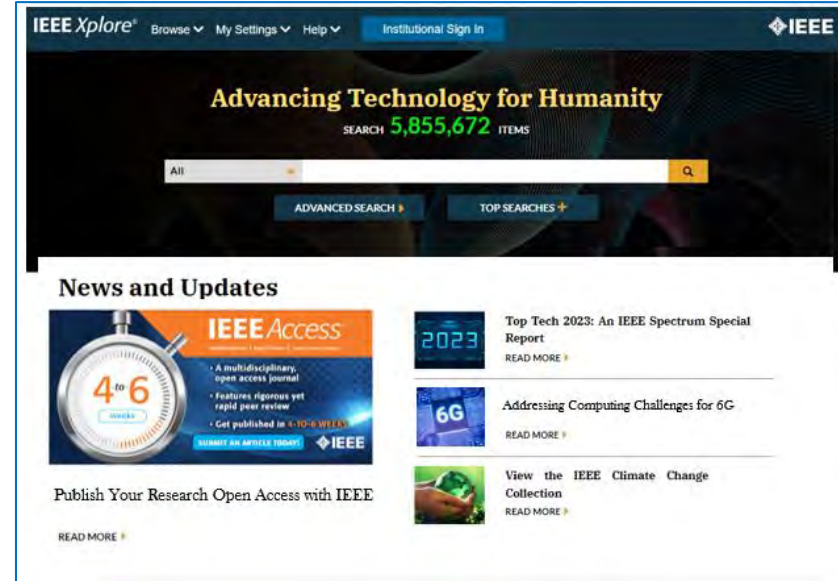 IEEE Xplore® Browse My Settings Help Institutional Sign In IEEE
Advancing Technology for Humanity
SEARCH 5,855,672 ITEMS
All
ADVANCED SEARCH TOP SEARCHES
News and Updates
IEEE Access
· A multidisciplinary,
open access journal
· Features rigorous yet
rapid peer review
· Get published in 4-TO-6 WEEKS
SUBMIT AN ARTICLE TODAY! IEEE
4 to 6
weeks
Publish Your Research Open Access with IEEE
READ MORE
2023
Top Tech 2023: An IEEE Spectrum Special
Report
READ MORE
6G
Addressing Computing Challenges for 6G
READ MORE
View the IEEE Climate Change
Collection
READ MORE